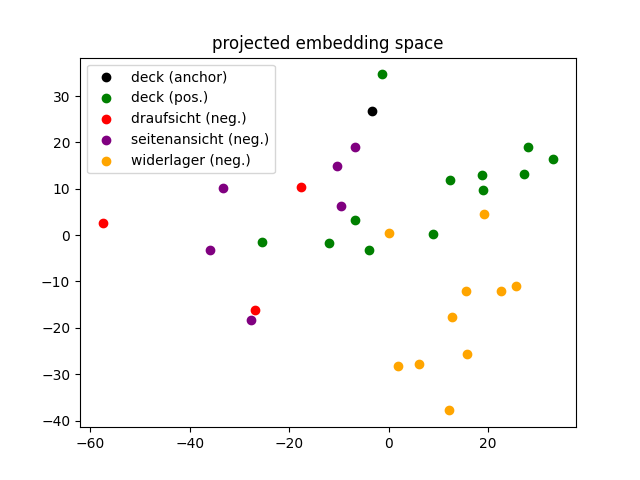 projected embedding space
deck (anchor)
deck (pos.)
draufsicht (neg.)
seitenansicht (neg.)
widerlager (neg.)
30
20
10
0
−10
−20
−30
−40
−60
−40
−20
0
20